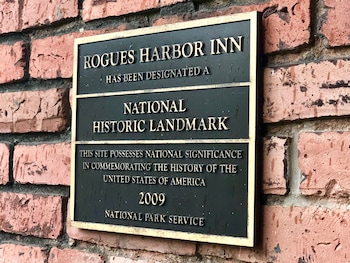 ROGUES HARBOR INN
HAS BEEN DESIGNATED A
NATIONAL
HISTORIC LANDMARK
THIS SITE POSSESSES NATIONAL SIGNIFICANCE
IN COMMEMORATING THE HISTORY OF THE
UNITED STATES OF AMERICA
2009
NATIONAL PARK SERVICE